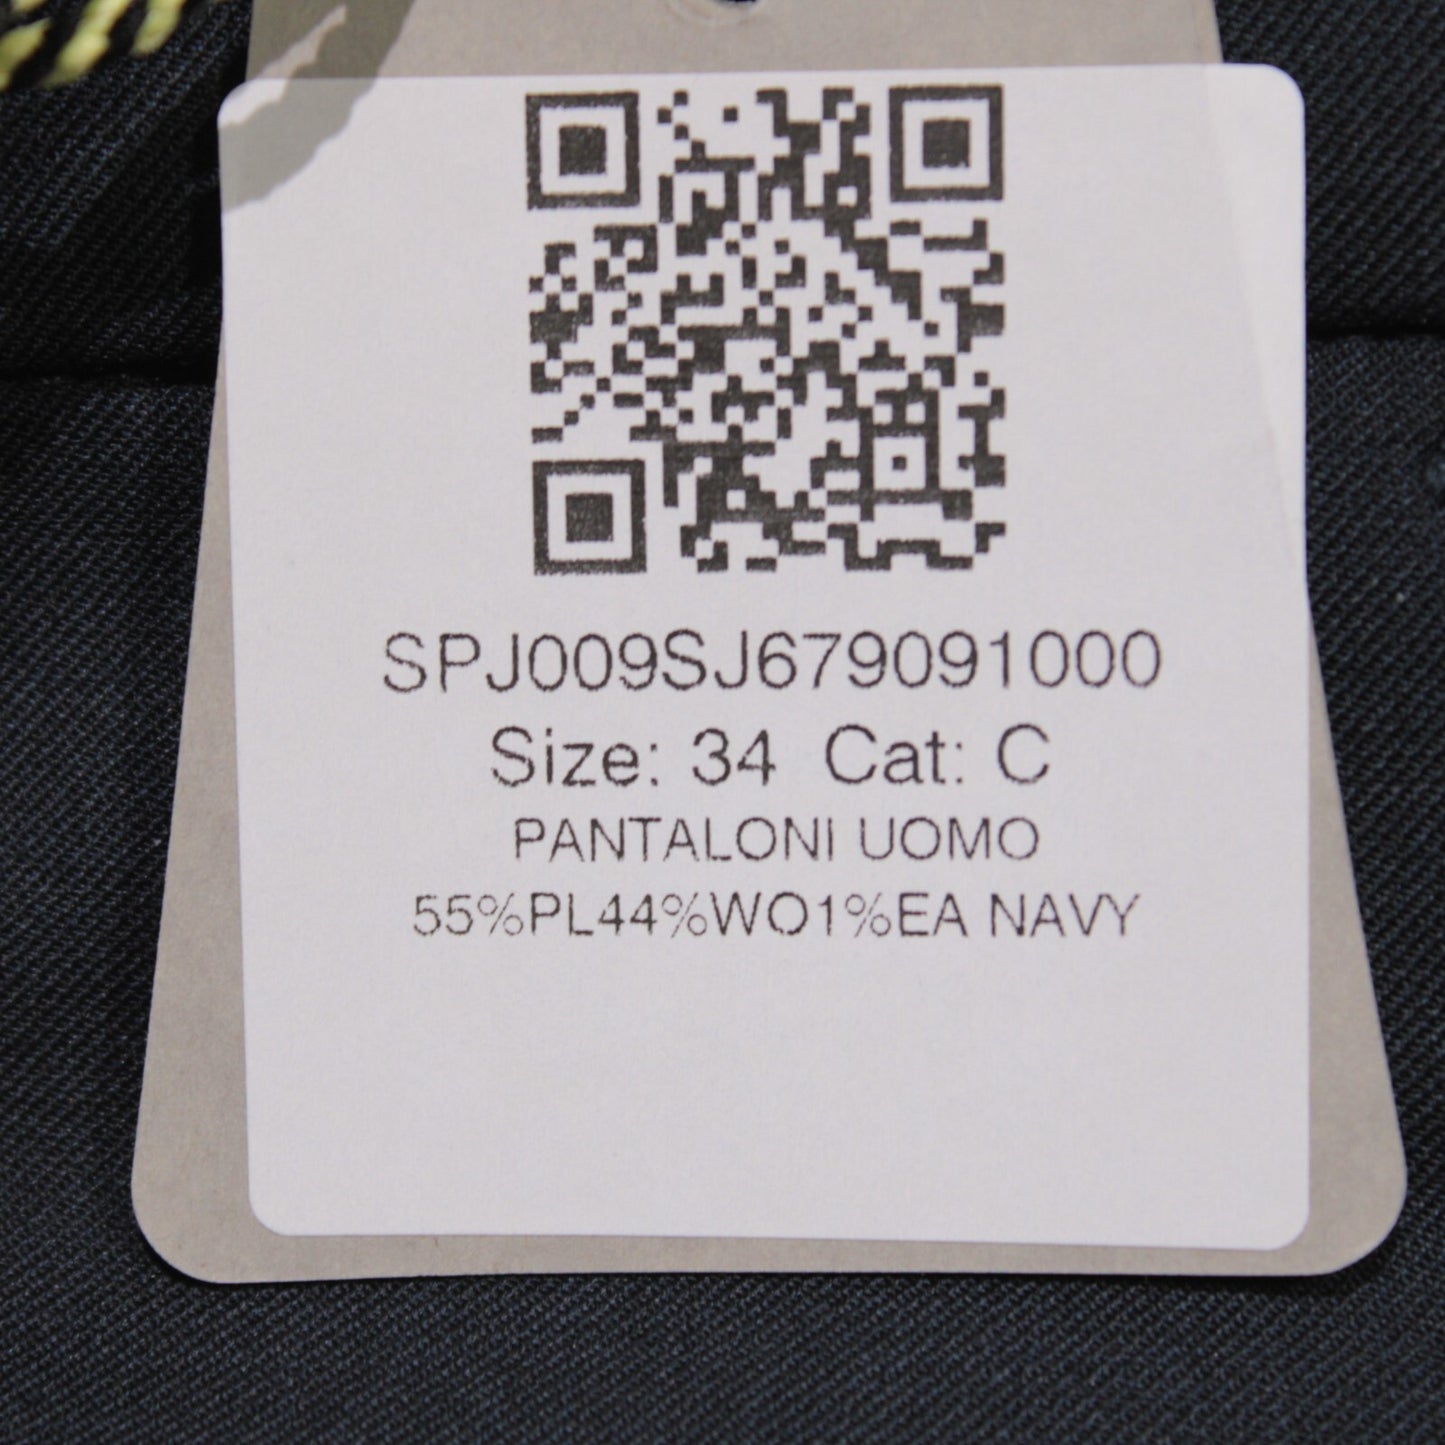 SPJ009SJ679091000
Size: 34 Cat: C
PANTALONI UOMO
55%PL44%WO1%EA NAVY